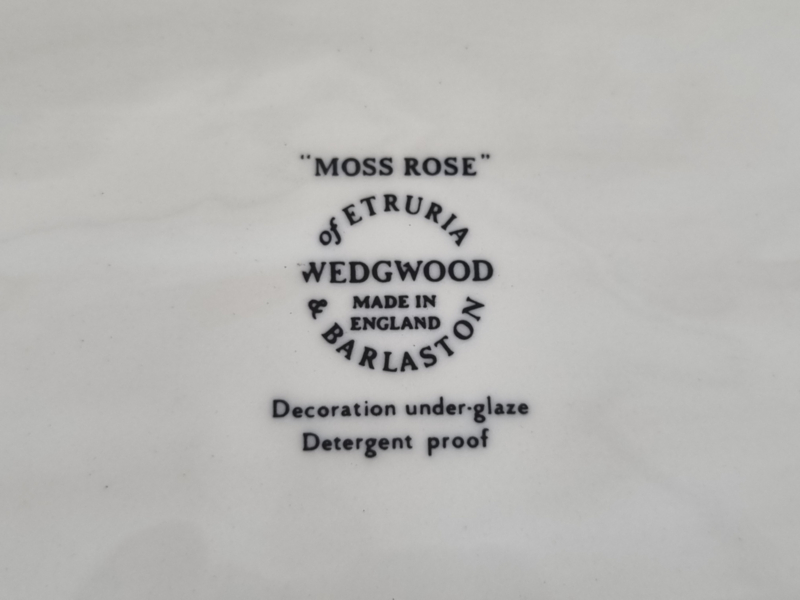 "MOSS ROSE"
of ETRURIA
WEDGWOOD
MADE IN
ENGLAND
& BARLASTON
Decoration under-glaze
Detergent proof